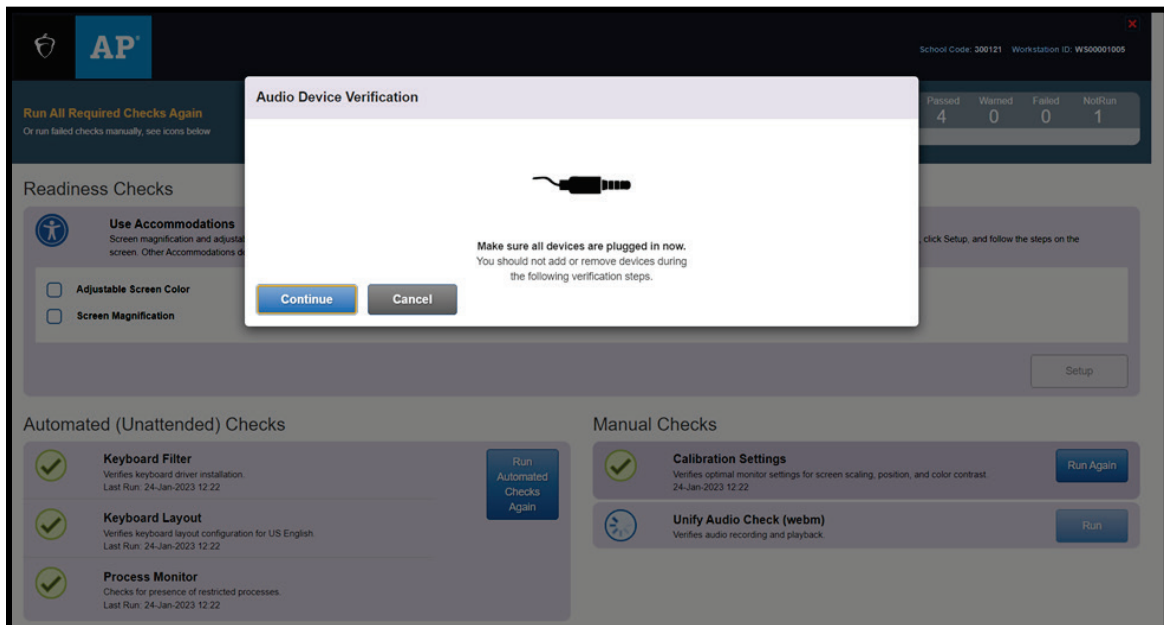 AP®
School Code: 300121 Workstation ID: WS00001005
Run All Required Checks Again
Or run failed checks manually, see icons below
Passed Warned Failed NotRun
4 0 0 1
Audio Device Verification
Make sure all devices are plugged in now.
You should not add or remove devices during
the following verification steps.
Continue Cancel
Readiness Checks
Use Accommodations
Screen magnification and , click Setup, and follow the steps on the
screen. Other Accommodations
Adjustable Screen Color
Screen Magnification
Setup
Automated (Unattended) Checks
Keyboard Filter
Verifies keyboard driver installation.
Last Run: 24-Jan-2023 12:22
Run
Automated
Checks
Again
Keyboard Layout
Verifies keyboard layout configuration for US English.
Last Run: 24-Jan-2023 12:22
Process Monitor
Checks for presence of restricted processes.
Last Run: 24-Jan-2023 12:22
Manual Checks
Calibration Settings
Verifies optimal monitor settings for screen scaling, position, and color contrast.
24-Jan-2023 12:22
Run Again
Unify Audio Check (webm)
Verifies audio recording and playback.
Run